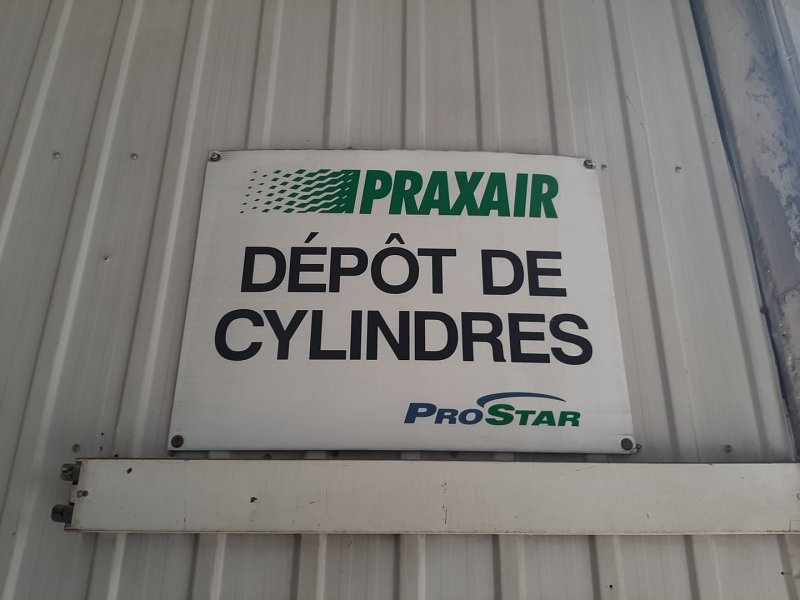 PRAXAIR
DÉPÔT DE
CYLINDRES
PROSTAR